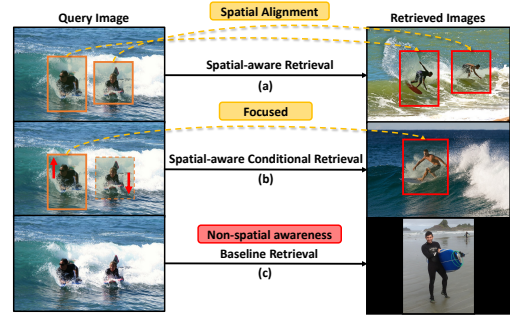 Query Image
Spatial Alignment
Retrieved Images
Spatial-aware Retrieval
(a)
Focused
Spatial-aware Conditional Retrieval
(b)
Non-spatial awareness
Baseline Retrieval
(c)